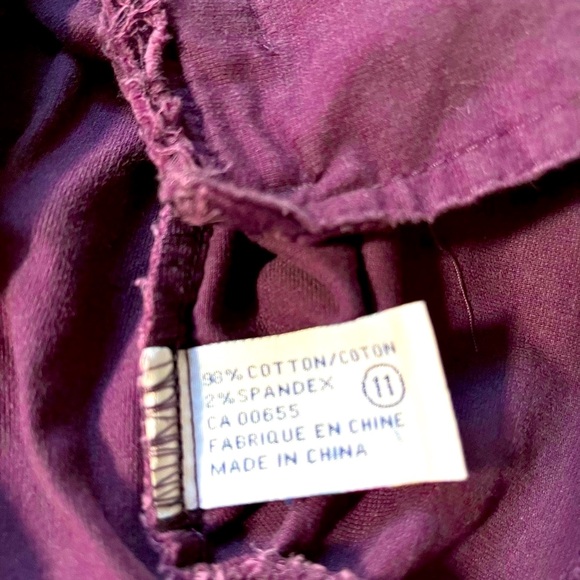 98% COTTON/COTON
2% SPANDEX
11
CA 00655
FABRIQUE EN CHINE
MADE IN CHINA